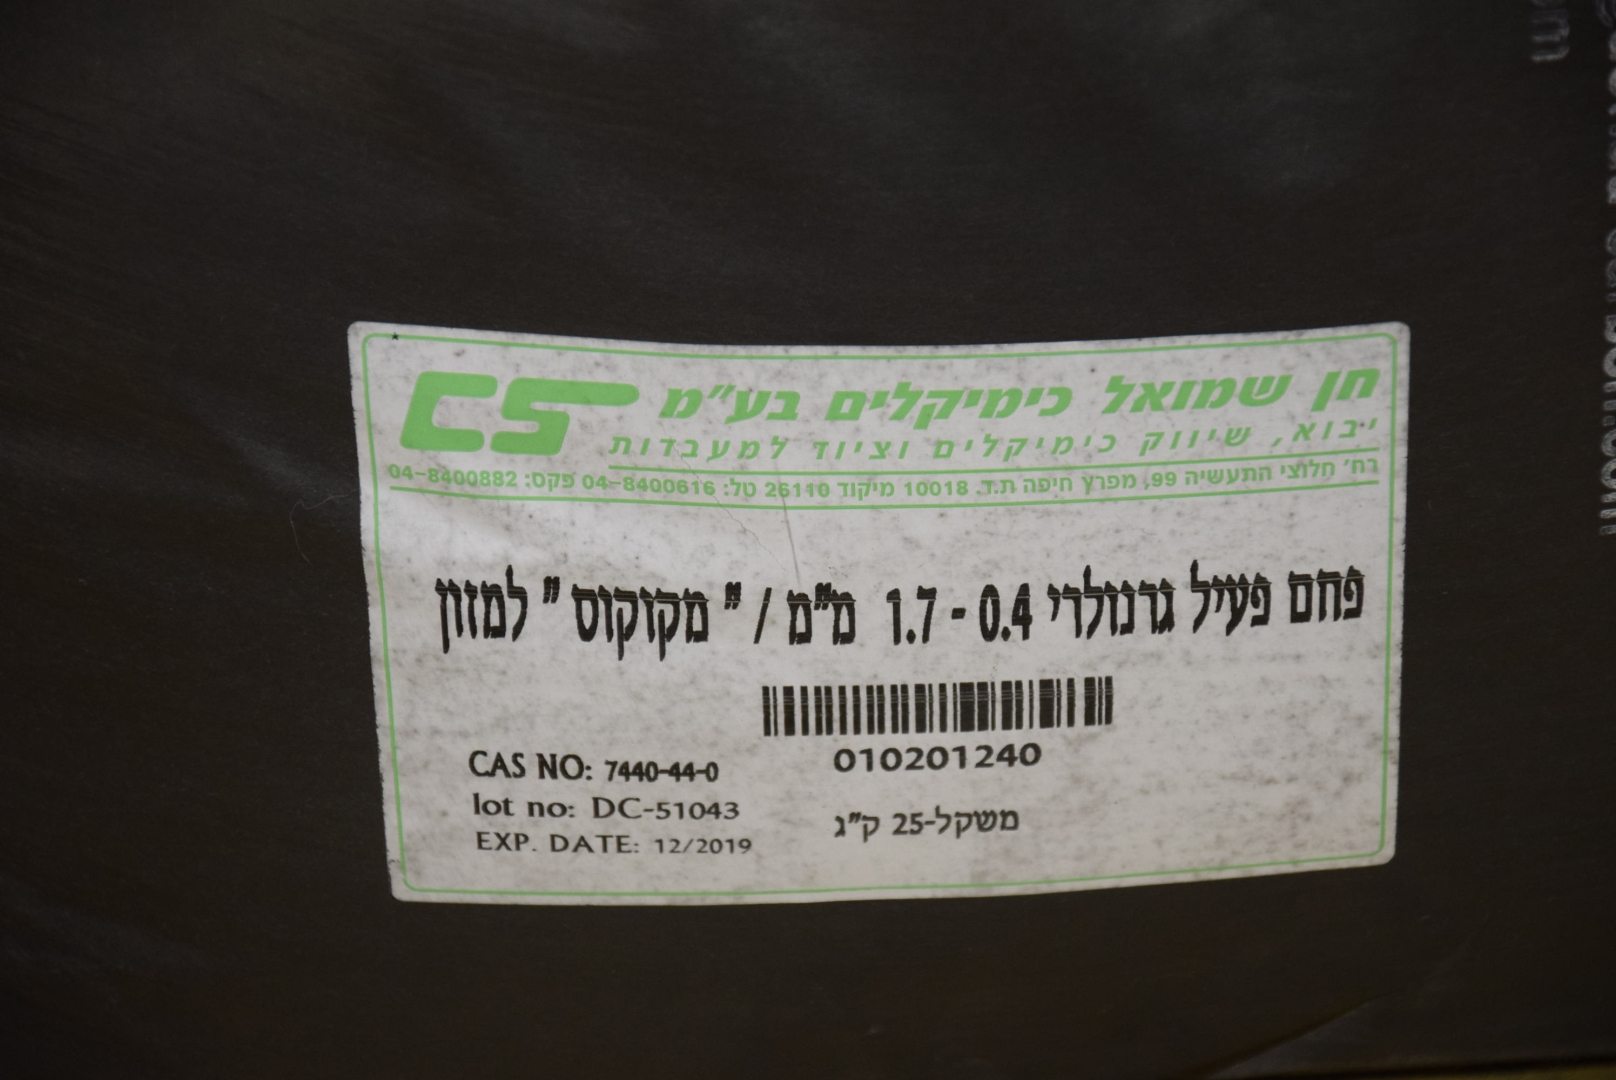 CS
חן שמואל כימיקלים בע"מ
יבוא, שיווק כימיקלים וציוד למעבדות
רח' חלוצי התעשיה 99, מפרץ חיפה ת.ד. 10018 מיקוד 26110 טל: 04-8400616 פקס: 04-8400882
פחם פעיל גרנולרי 0.4 - 1.7 מ"מ / " מקוקוס " למזון
010201240
CAS NO: 7440-44-0
lot no: DC-51043
EXP. DATE: 12/2019
משקל-25 ק"ג